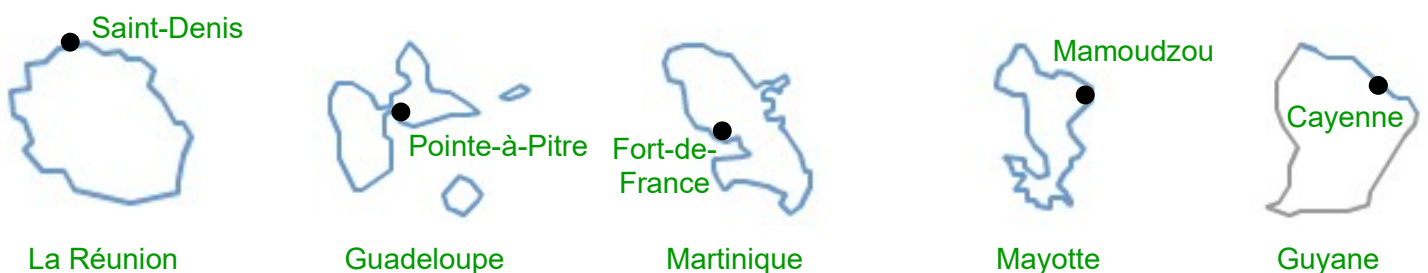 Saint-Denis
Mamoudzou
Cayenne
Pointe-à-Pitre
Fort-de-
France
La Réunion
Guadeloupe
Martinique
Mayotte
Guyane